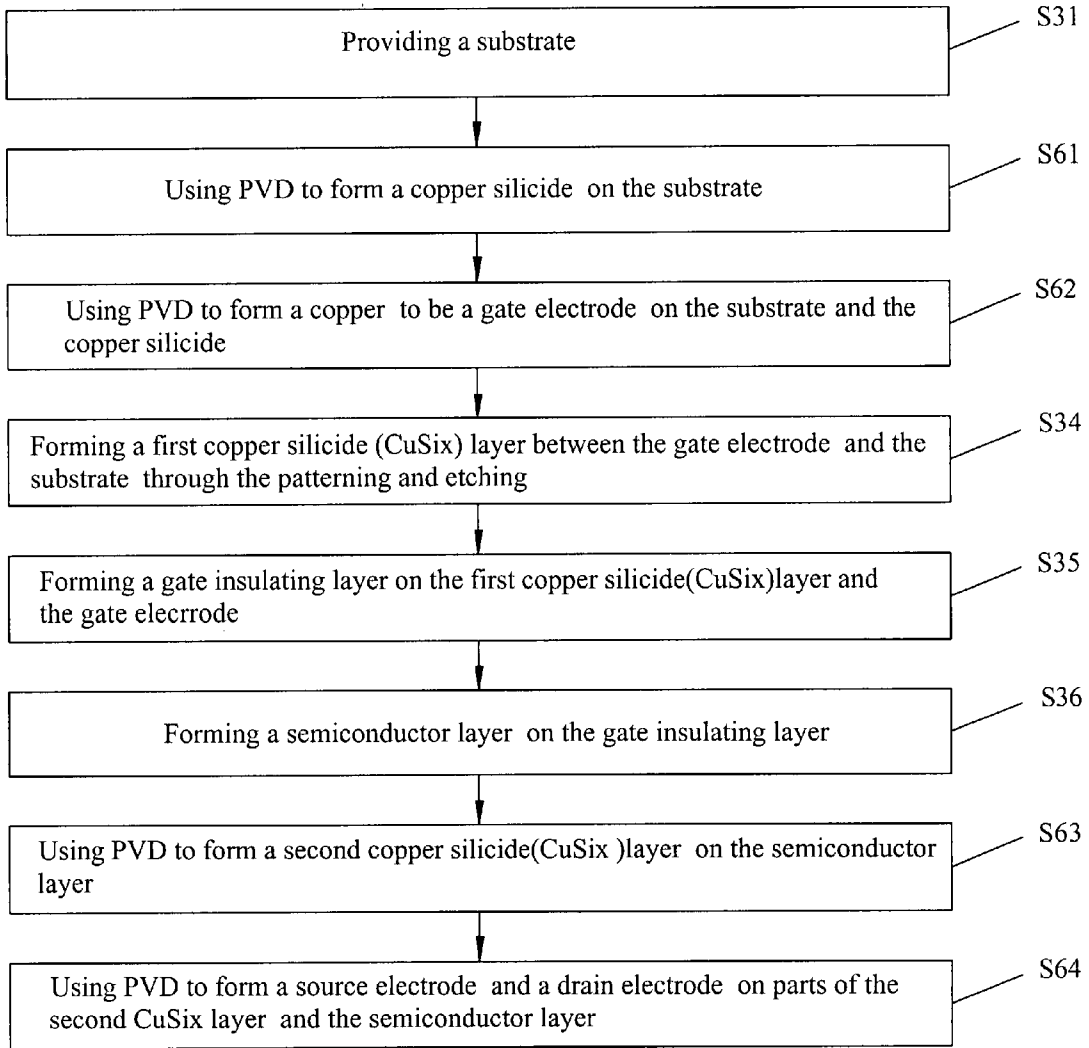 Providing a substrate
S31
Using PVD to form a copper silicide on the substrate
S61
Using PVD to form a copper to be a gate electrode on the substrate and the
copper silicide
S62
Forming a first copper silicide (CuSix) layer between the gate electrode and the
substrate through the patterning and etching
S34
Forming a gate insulating layer on the first copper silicide(CuSix)layer and
the gate elecrrode
S35
Forming a semiconductor layer on the gate insulating layer
S36
Using PVD to form a second copper silicide(CuSix )layer on the semiconductor
layer
S63
Using PVD to form a source electrode and a drain electrode on parts of the
second CuSix layer and the semiconductor layer
S64